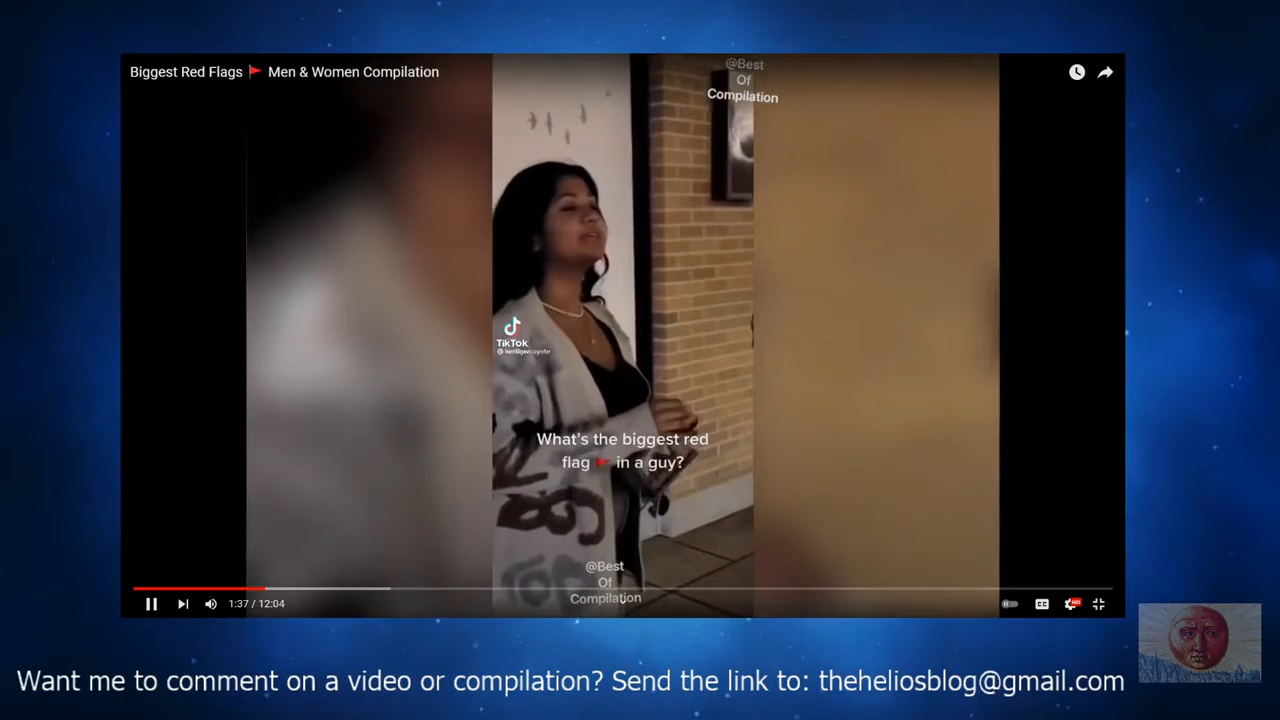 Biggest Red Flags 🚩 Men & Women Compilation
@Best
Of
Compilation
TikTok
What's the biggest red
flag 🚩 in a guy?
@Best
Of
Compilation
1:37 / 12:04
CC
HD
Want me to comment on a video or compilation? Send the link to: theheliosblog@gmail.com